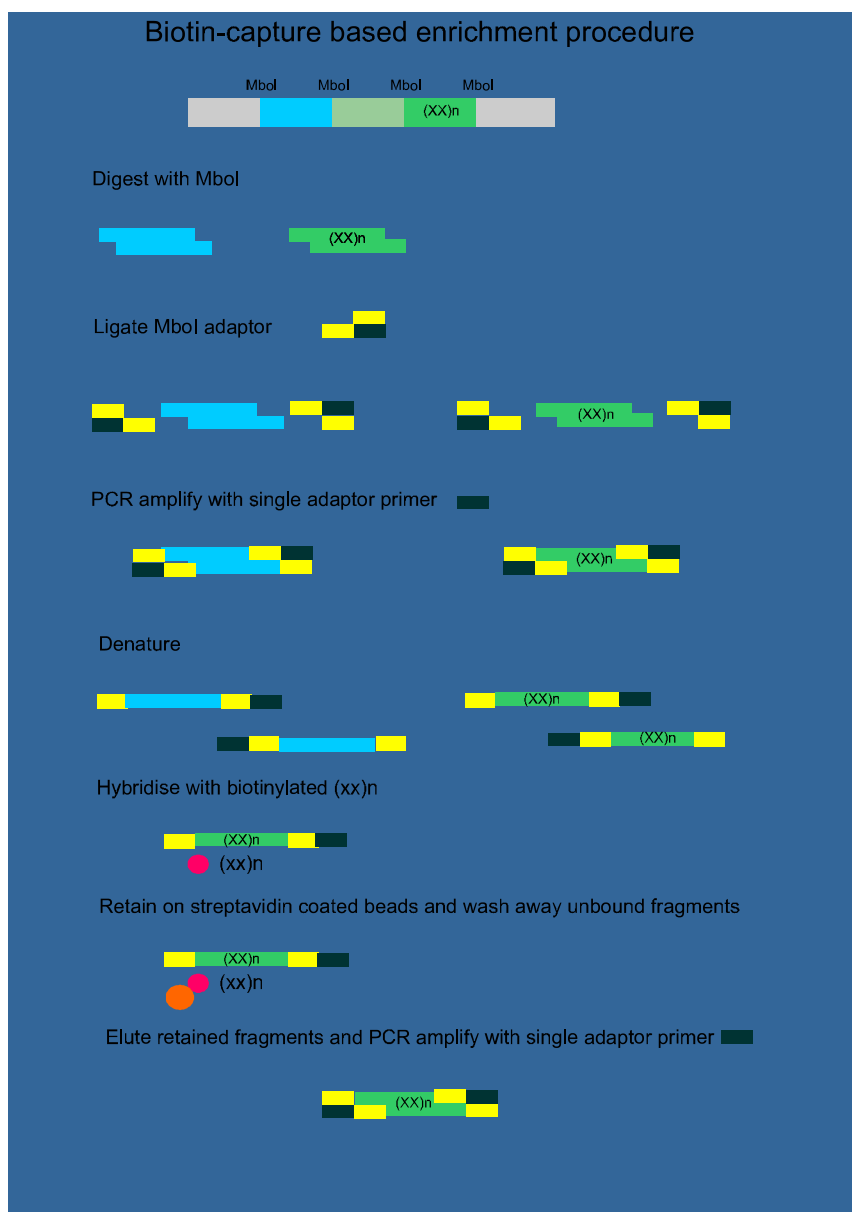 Biotin-capture based enrichment procedure
MboI MboI MboI MboI
(XX)n
Digest with MboI
(XX)n
Ligate MboI adaptor
(XX)n
PCR amplify with single adaptor primer
(XX)n
Denature
(XX)n
(XX)n
Hybridise with biotinylated (xx)n
(XX)n
(xx)n
Retain on streptavidin coated beads and wash away unbound fragments
(XX)n
(xx)n
Elute retained fragments and PCR amplify with single adaptor primer
(XX)n